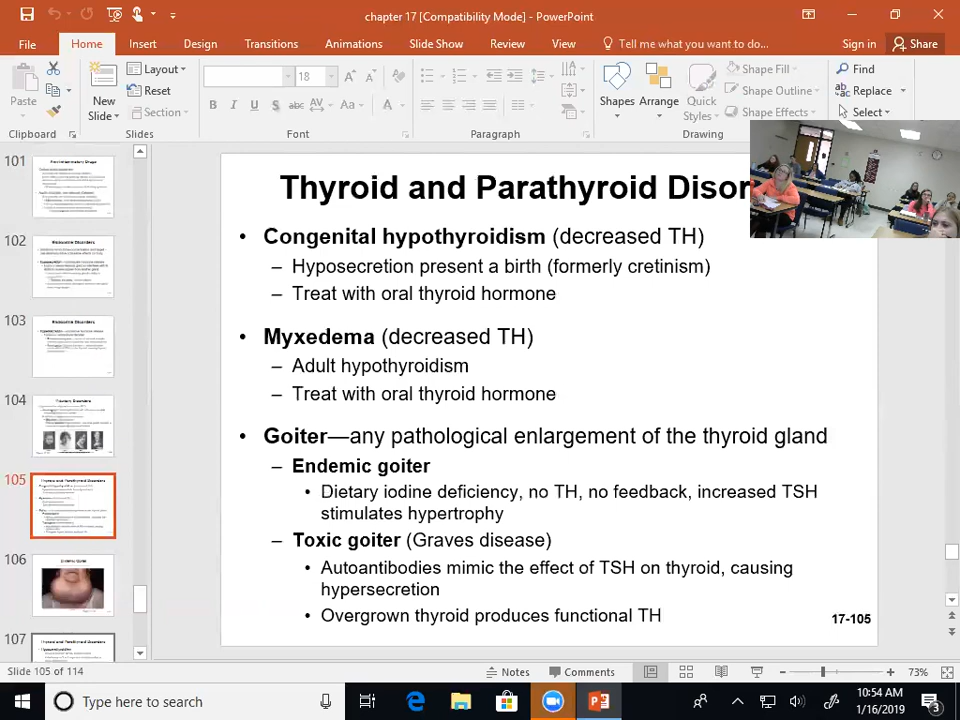 chapter 17 [Compatibility Mode] - PowerPoint
File Home Insert Design Transitions Animations Slide Show Review View Tell me what you want to do... Sign in Share
Paste
New
Slide
Layout
Reset
Section
18
B I U S abc AV Aa A
Shapes Arrange Quick
Styles
Shape Fill
Shape Outline
Shape Effects
Find
Replace
Select
Clipboard Slides Font Paragraph Drawing
101
102
103
104
105
106
107
Thyroid and Parathyroid Disor
• Congenital hypothyroidism (decreased TH)
– Hyposecretion present a birth (formerly cretinism)
– Treat with oral thyroid hormone
• Myxedema (decreased TH)
– Adult hypothyroidism
– Treat with oral thyroid hormone
• Goiter—any pathological enlargement of the thyroid gland
– Endemic goiter
• Dietary iodine deficiency, no TH, no feedback, increased TSH
stimulates hypertrophy
– Toxic goiter (Graves disease)
• Autoantibodies mimic the effect of TSH on thyroid, causing
hypersecretion
• Overgrown thyroid produces functional TH
17-105
Slide 105 of 114
Notes Comments 73%
Type here to search
10:54 AM
1/16/2019
3